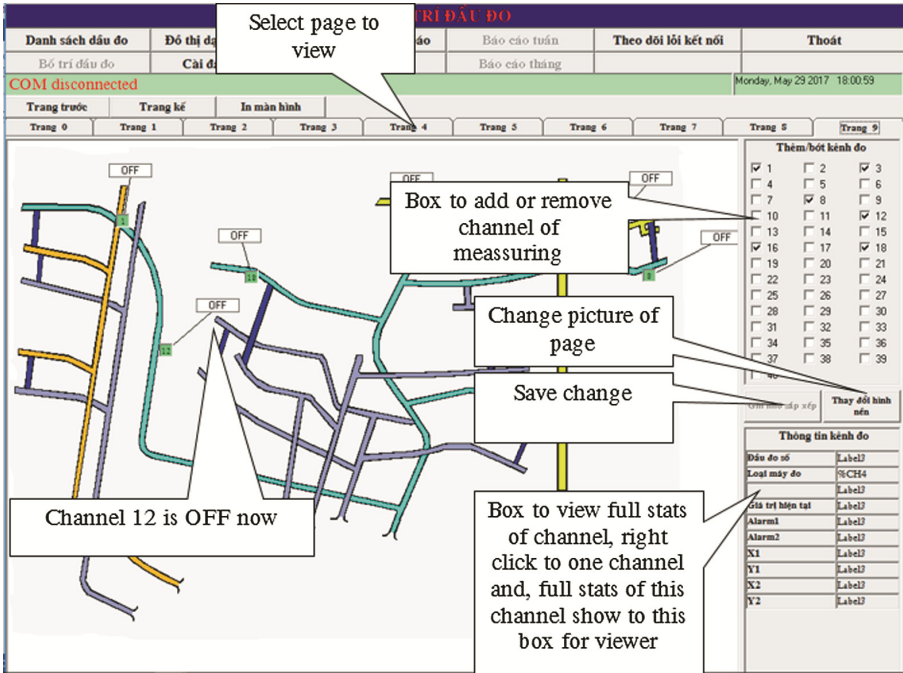 TRI ĐẦU ĐO
Select page to
view
Danh sách đầu đo
Đồ thị dạ
áo
Báo cáo tuần
Theo dõi lỗi kết nối
Thoát
Bố trí đầu đo
Cài đ
Báo cáo tháng
COM disconnected
Monday, May 29 2017 18:00:59
Trang trước
Trang kế
In màn hình
Trang 0
Trang 1
Trang 2
Trang 3
Trang 4
Trang 5
Trang 6
Trang 7
Trang 8
Trang 9
Thêm/bớt kênh đo
1 2 3
4 5 6
7 8 9
10 11 12
13 14 15
16 17 18
19 20 21
22 23 24
25 26 27
28 29 30
31 32 33
34 35 36
37 38 39
40
OFF
OFF
OFF
OFF
OFF
OFF
1
12
8
Box to add or remove
channel of
meassuring
Change picture of
page
Save change
Thay đổi hình
nền
Thông tin kênh đo
Đầu đo số Label3
Loại máy đo %CH4
Label3
Giá trị hiện tại Label3
Alarm1 Label3
Alarm2 Label3
X1 Label3
Y1 Label3
X2 Label3
Y2 Label3
Channel 12 is OFF now
Box to view full stats
of channel, right
click to one channel
and, full stats of this
channel show to this
box for viewer